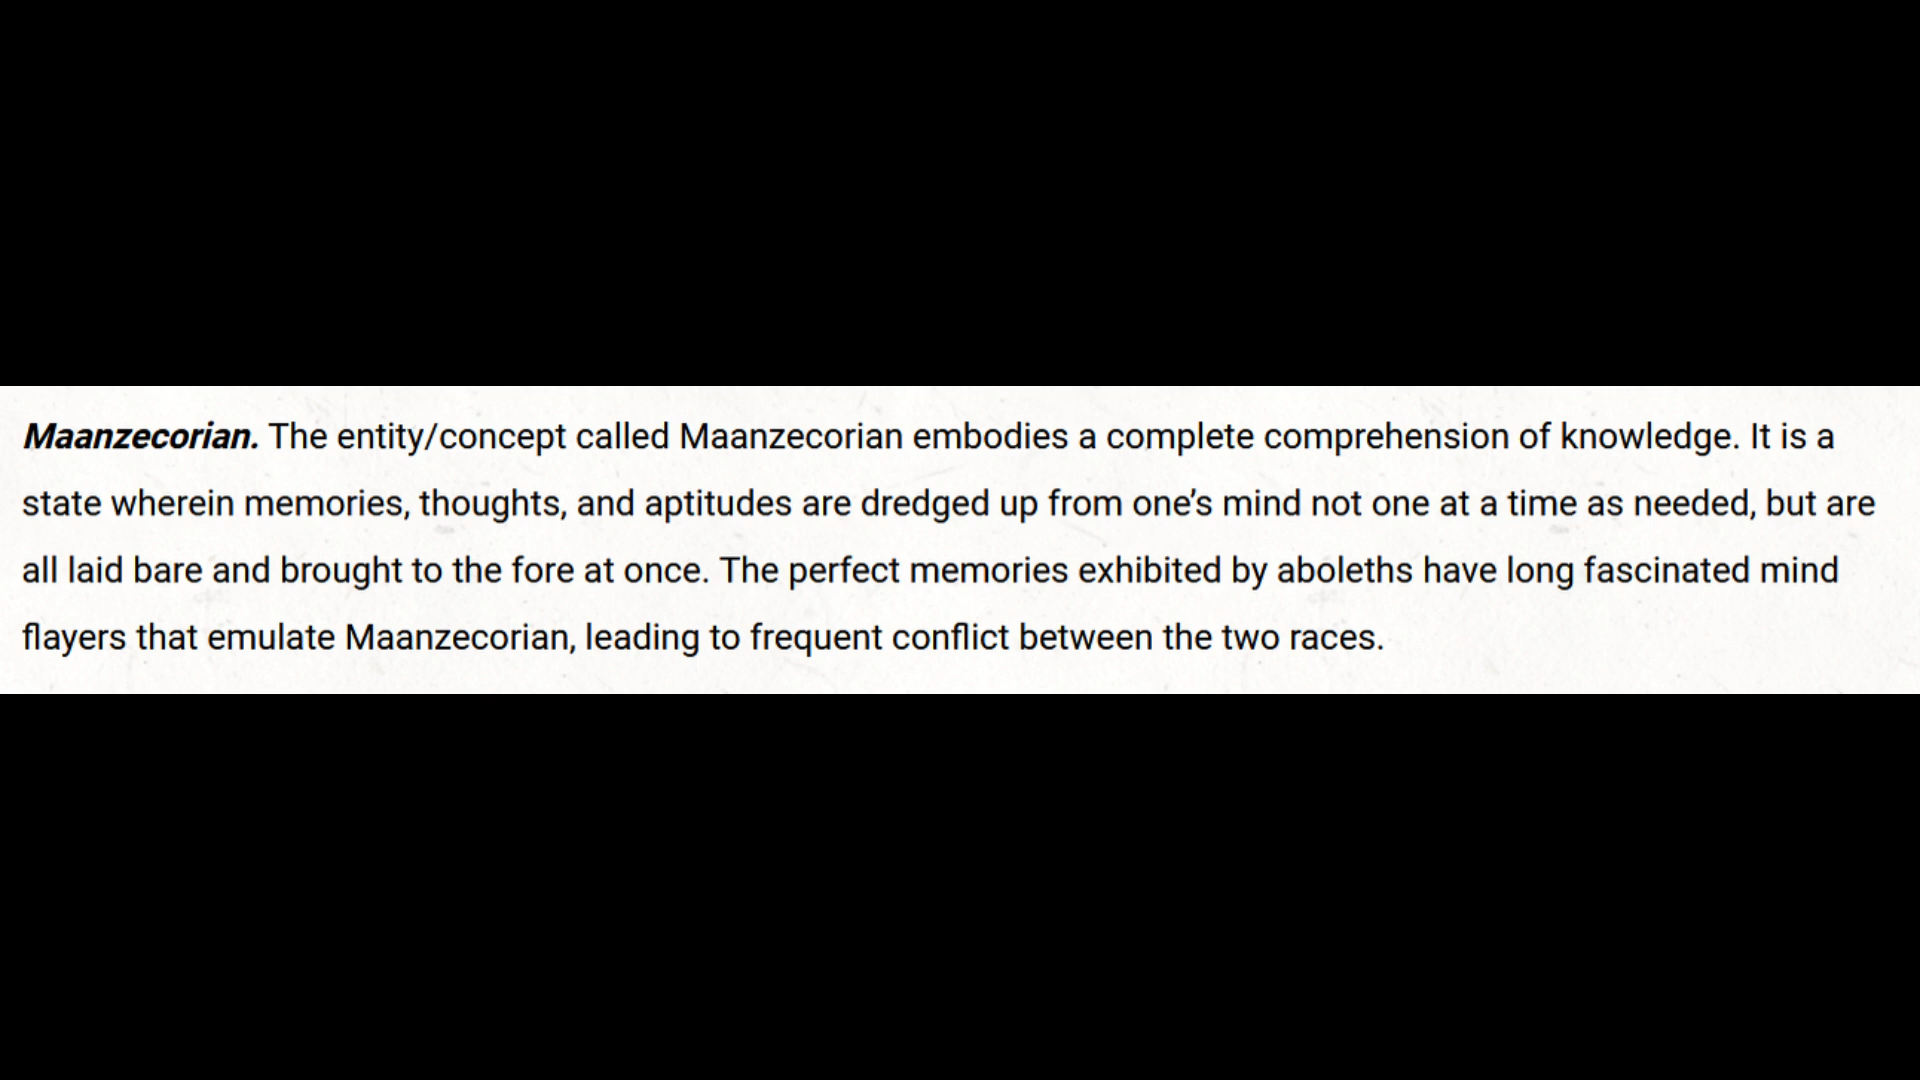 Maanzecorian. The entity/concept called Maanzecorian embodies a complete comprehension of knowledge. It is a
state wherein memories, thoughts, and aptitudes are dredged up from one’s mind not one at a time as needed, but are
all laid bare and brought to the fore at once. The perfect memories exhibited by aboleths have long fascinated mind
flayers that emulate Maanzecorian, leading to frequent conflict between the two races.